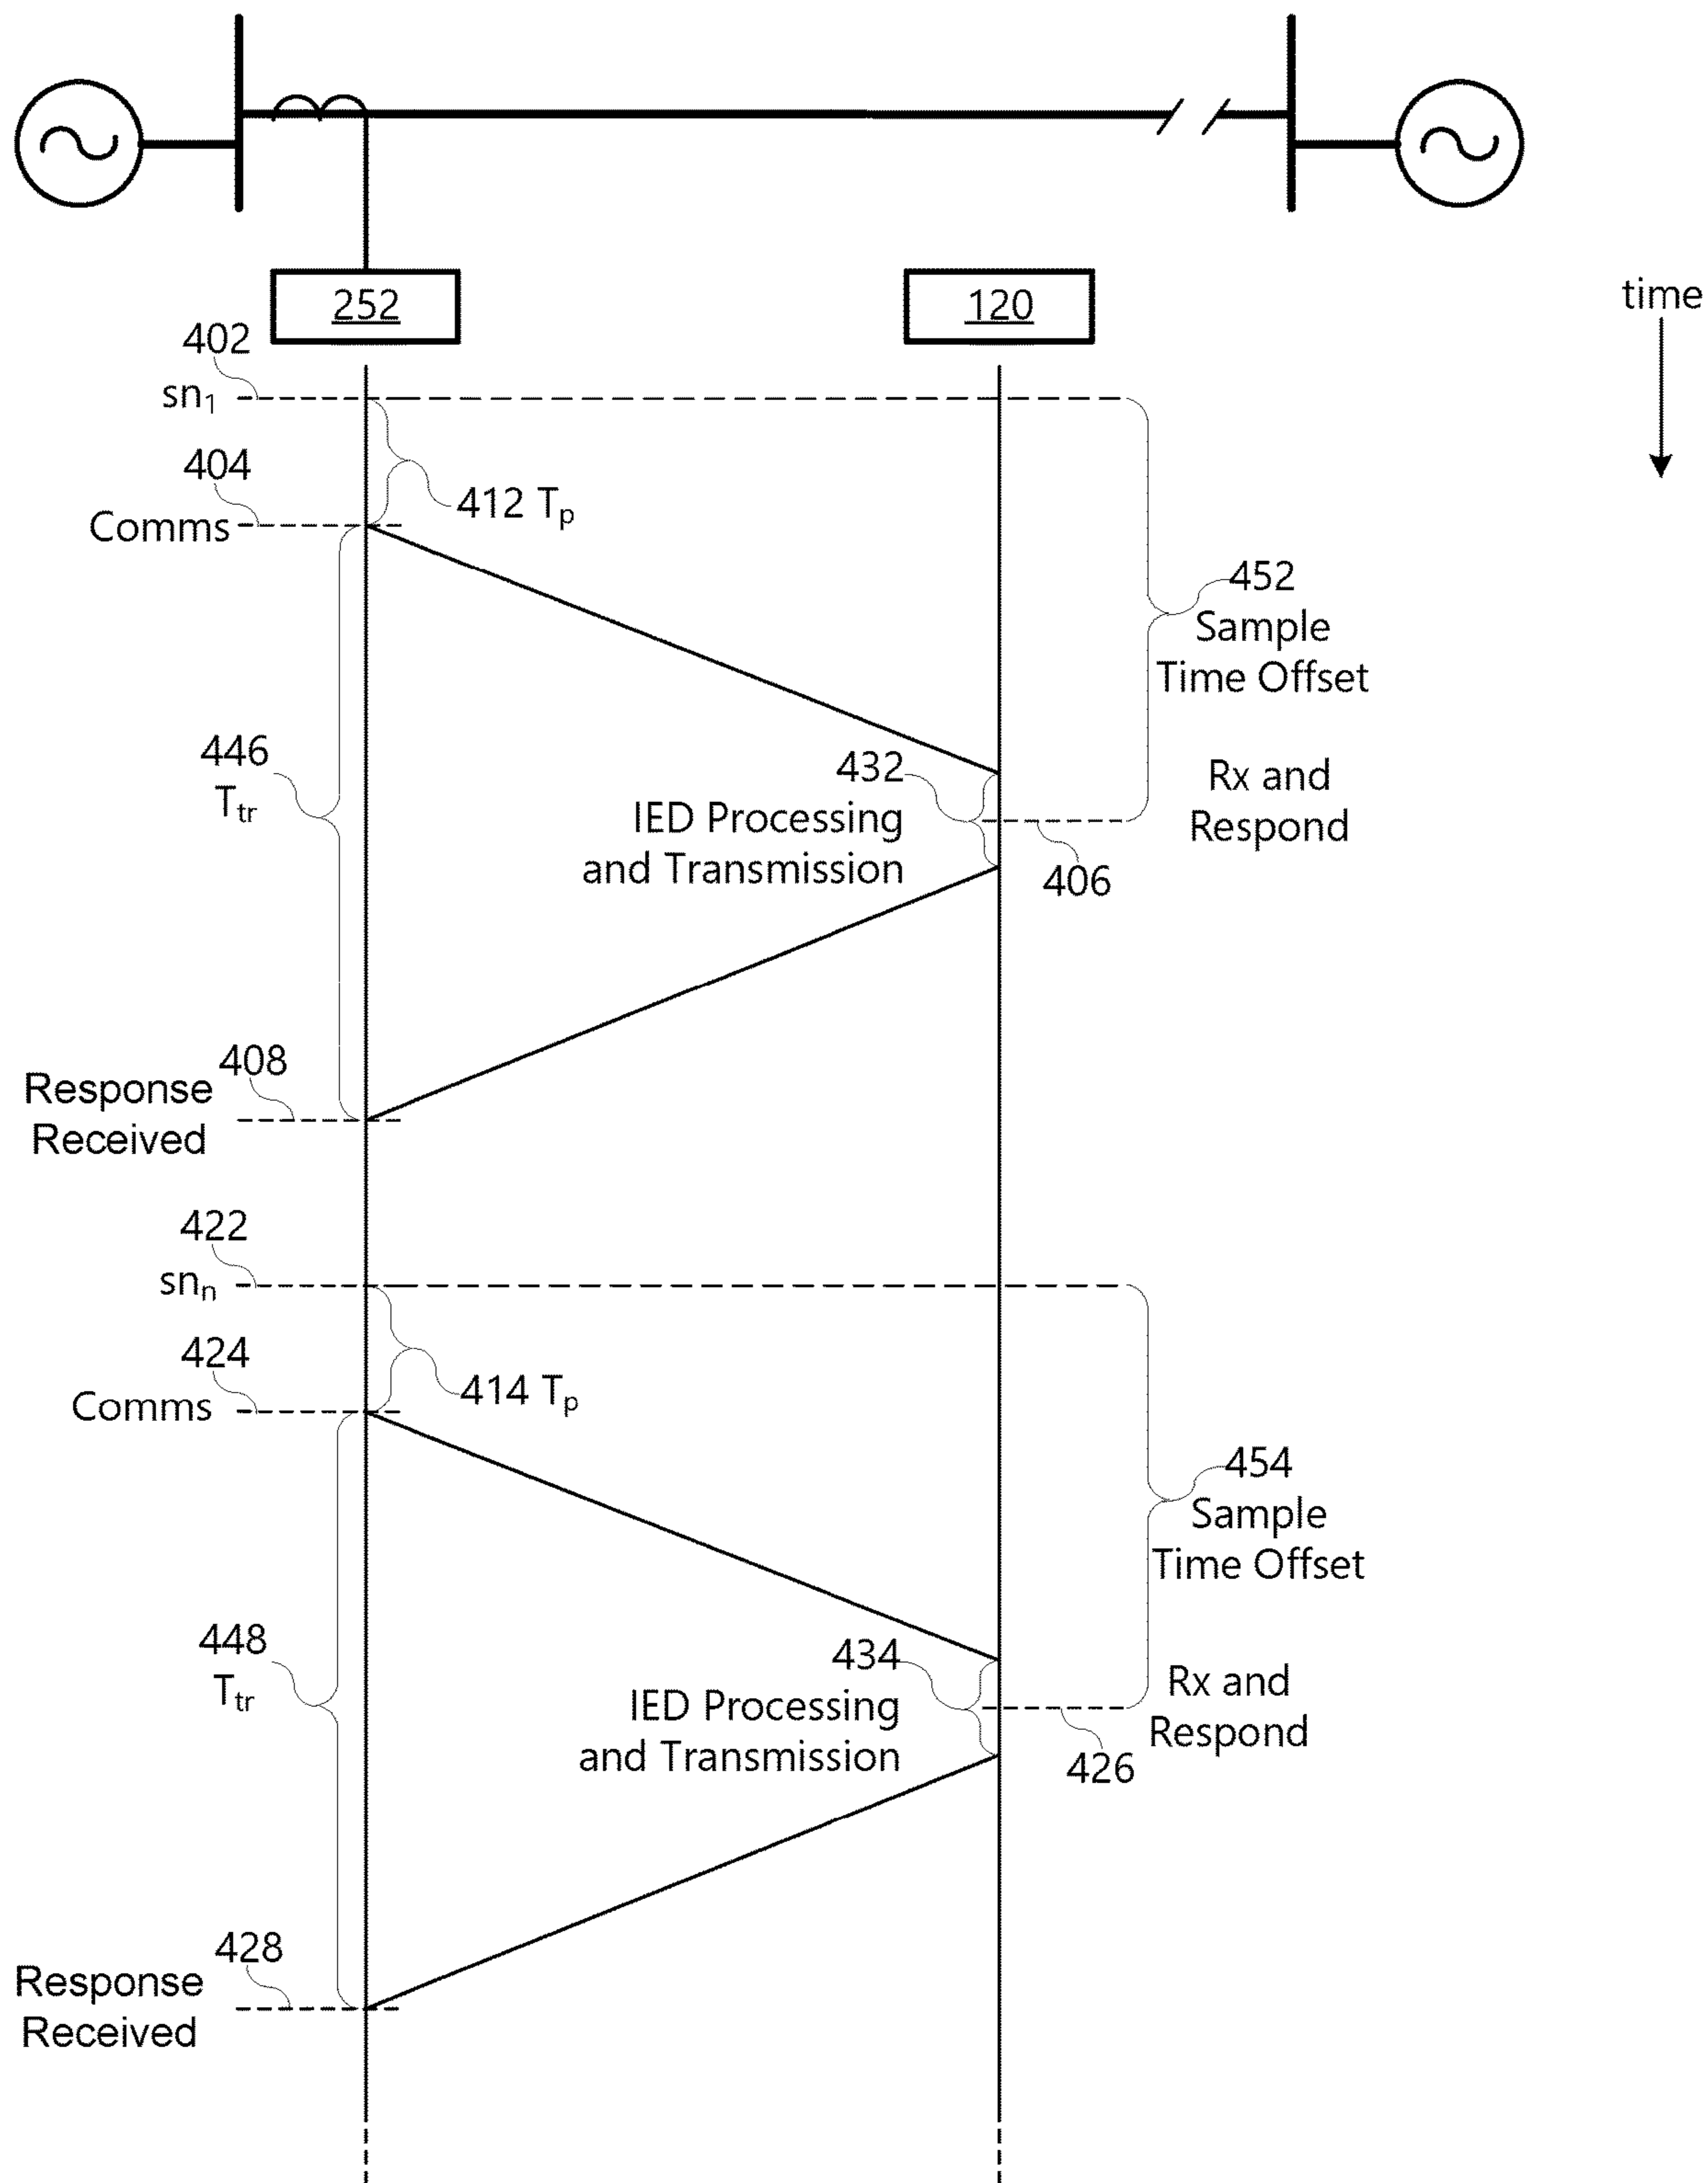 252
120
time
402
sn₁
404
Comms
412 Tₚ
452
Sample
Time Offset
446
Tₜᵣ
432
IED Processing
and Transmission
Rx and
Respond
406
408
Response
Received
422
snₙ
424
Comms
414 Tₚ
454
Sample
Time Offset
448
Tₜᵣ
434
IED Processing
and Transmission
Rx and
Respond
426
428
Response
Received